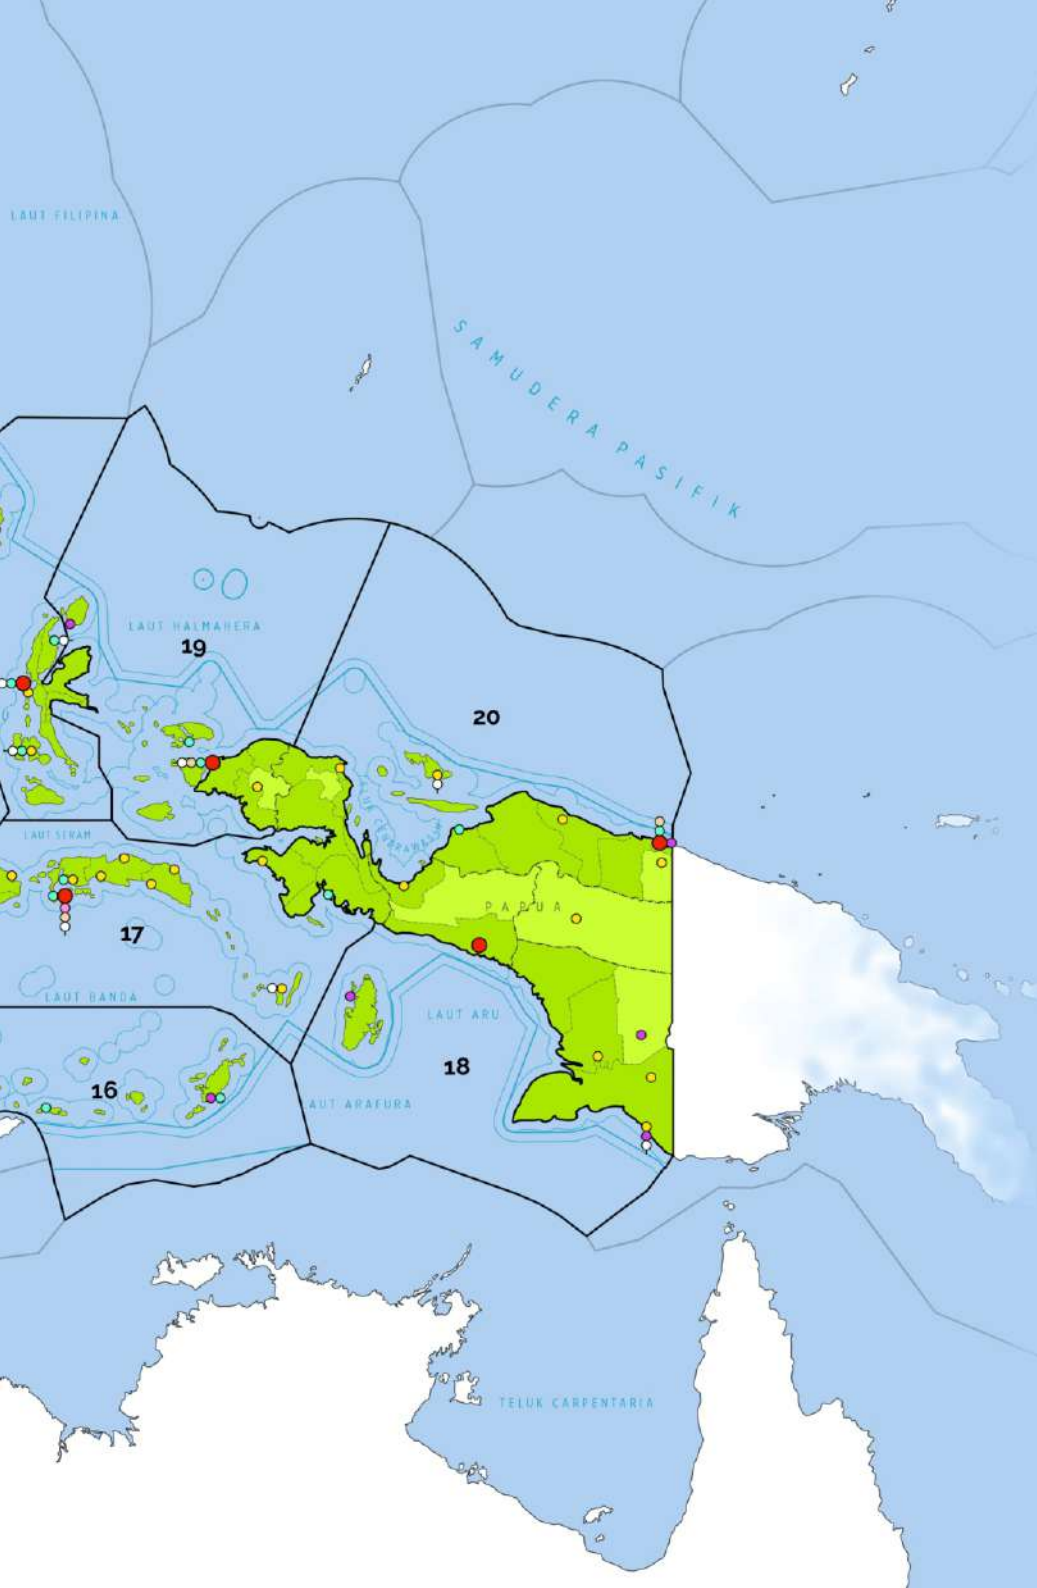 LAUT FILIPINA
SAMUDERA PASIFIK
LAUT HALMAHERA
19
20
LAUT SERAM
PAPUA
17
LAUT BANDA
LAUT ARU
18
16
AUT ARAFURA
TELUK CARPENTARIA